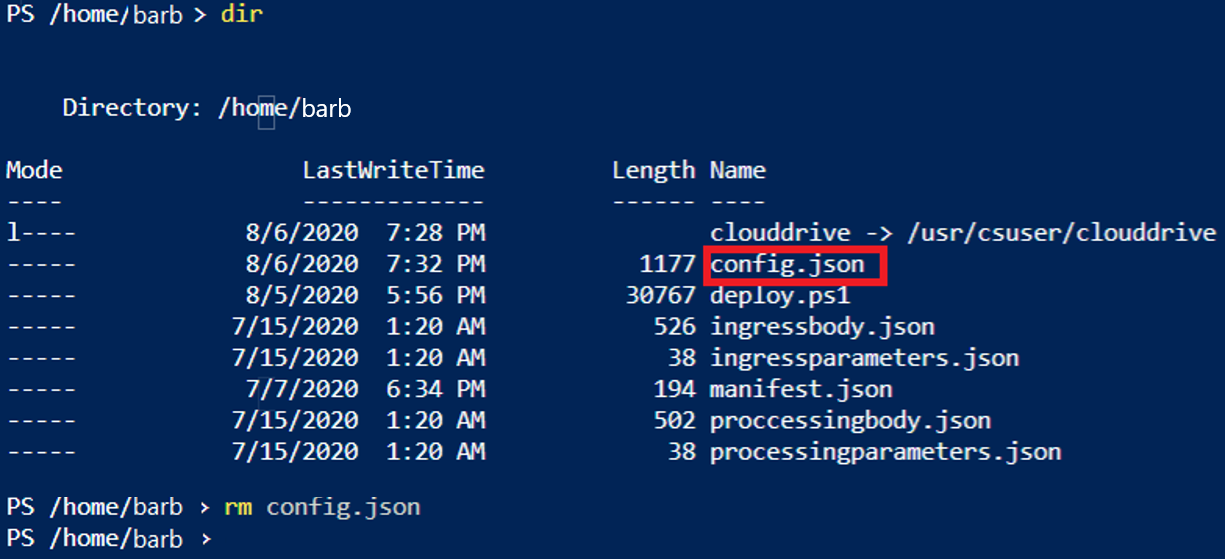 PS /home/barb > dir
Directory: /home/barb
Mode LastWriteTime Length Name
---- ------------- ------ ----
l---- 8/6/2020 7:28 PM clouddrive -> /usr/csuser/clouddrive
----- 8/6/2020 7:32 PM 1177 config.json
----- 8/5/2020 5:56 PM 30767 deploy.ps1
----- 7/15/2020 1:20 AM 526 ingressbody.json
----- 7/15/2020 1:20 AM 38 ingressparameters.json
----- 7/7/2020 6:34 PM 194 manifest.json
----- 7/15/2020 1:20 AM 502 proccessingbody.json
----- 7/15/2020 1:20 AM 38 processingparameters.json
PS /home/barb > rm config.json
PS /home/barb >